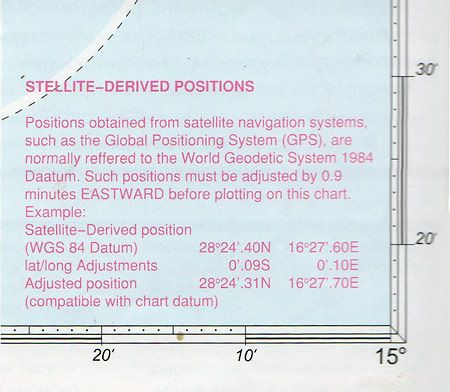 30'
STELLITE-DERIVED POSITIONS
Positions obtained from satellite navigation systems,
such as the Global Positioning System (GPS), are
normally reffered to the World Geodetic System 1984
Daatum. Such positions must be adjusted by 0.9
minutes EASTWARD before plotting on this chart.
Example:
Satellite-Derived position
(WGS 84 Datum) 28°24'.40N 16°27'.60E
20'
lat/long Adjustments 0'.09S 0'.10E
Adjusted position 28°24'.31N 16°27'.70E
(compatible with chart datum)
20' 10' 15°